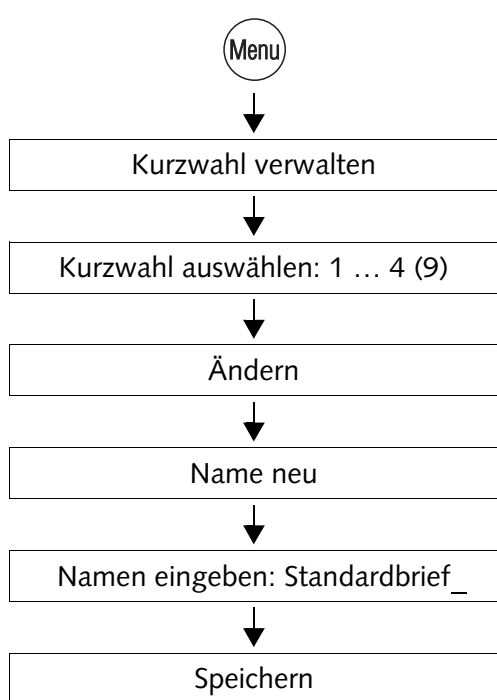 Menu
Kurzwahl verwalten
Kurzwahl auswählen: 1 … 4 (9)
Ändern
Name neu
Namen eingeben: Standardbrief_
Speichern